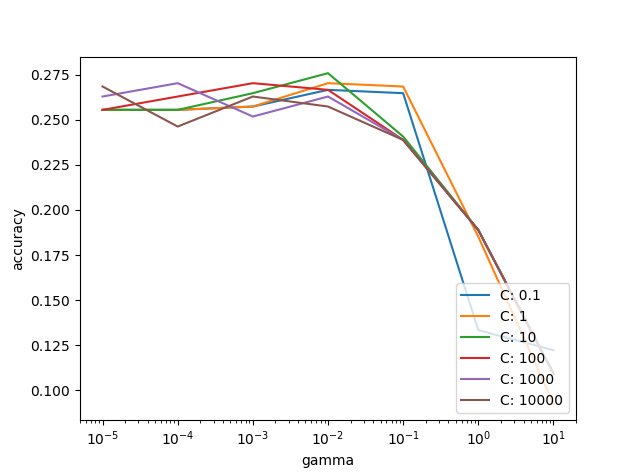 0.275
0.250
0.225
0.200
0.175
0.150
0.125
0.100
accuracy
10⁻⁵ 10⁻⁴ 10⁻³ 10⁻² 10⁻¹ 10⁰ 10¹
gamma
C: 0.1
C: 1
C: 10
C: 100
C: 1000
C: 10000